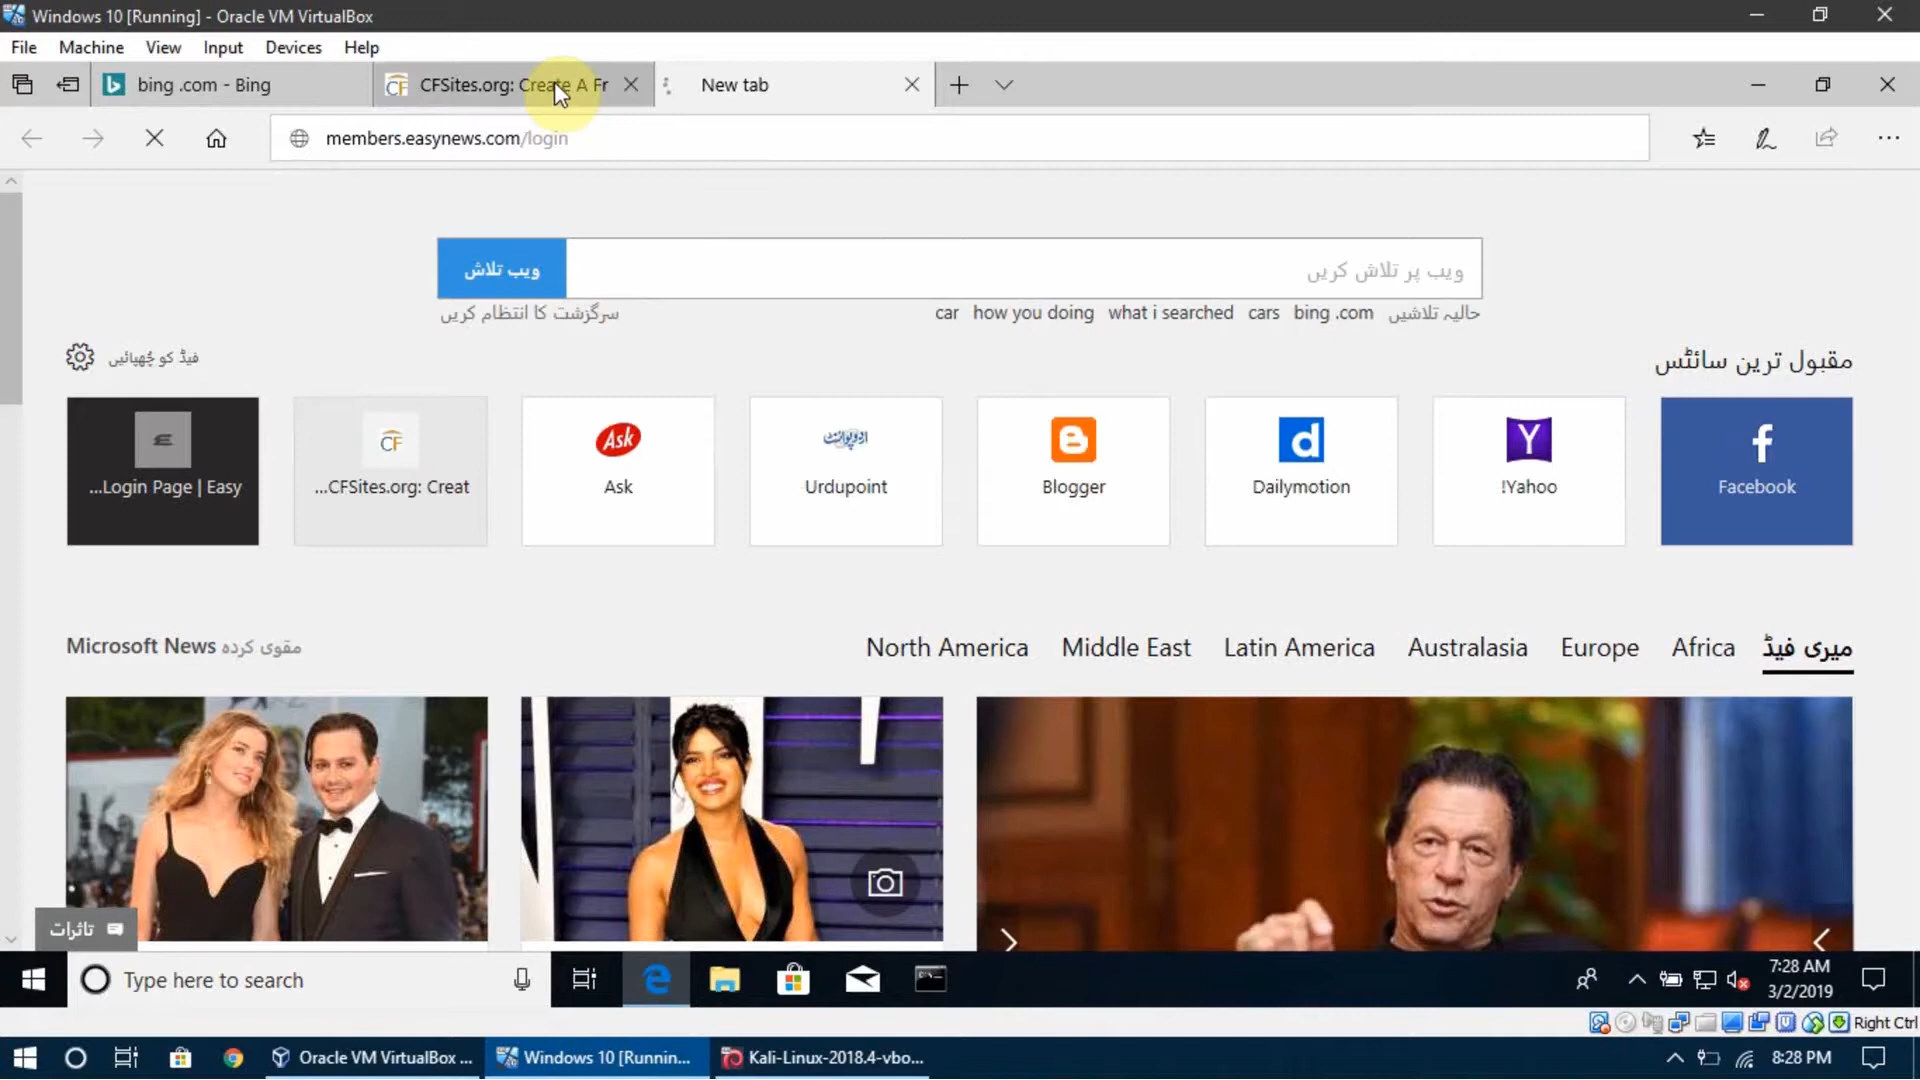 Windows 10 [Running] - Oracle VM VirtualBox
File Machine View Input Devices Help
bing .com - Bing
CFSites.org: Create A Fr
New tab
members.easynews.com/login
ویب تلاش
ویب پر تلاش کریں
سرگزشت کا انتظام کریں
car how you doing what i searched cars bing .com حالیہ تلاشیں
فیڈ کو چُھپائیں
مقبول ترین سائٹس
...Login Page | Easy
CF
...CFSites.org: Creat
Ask
Ask
اردوپوائنٹ
Urdupoint
Blogger
d
Dailymotion
Y
!Yahoo
f
Facebook
Microsoft News مقوی کردہ
North America Middle East Latin America Australasia Europe Africa میری فیڈ
تاثرات
Type here to search
7:28 AM
3/2/2019
Right Ctrl
Oracle VM VirtualBox ...
Windows 10 [Runnin...
Kali-Linux-2018.4-vbo...
8:28 PM